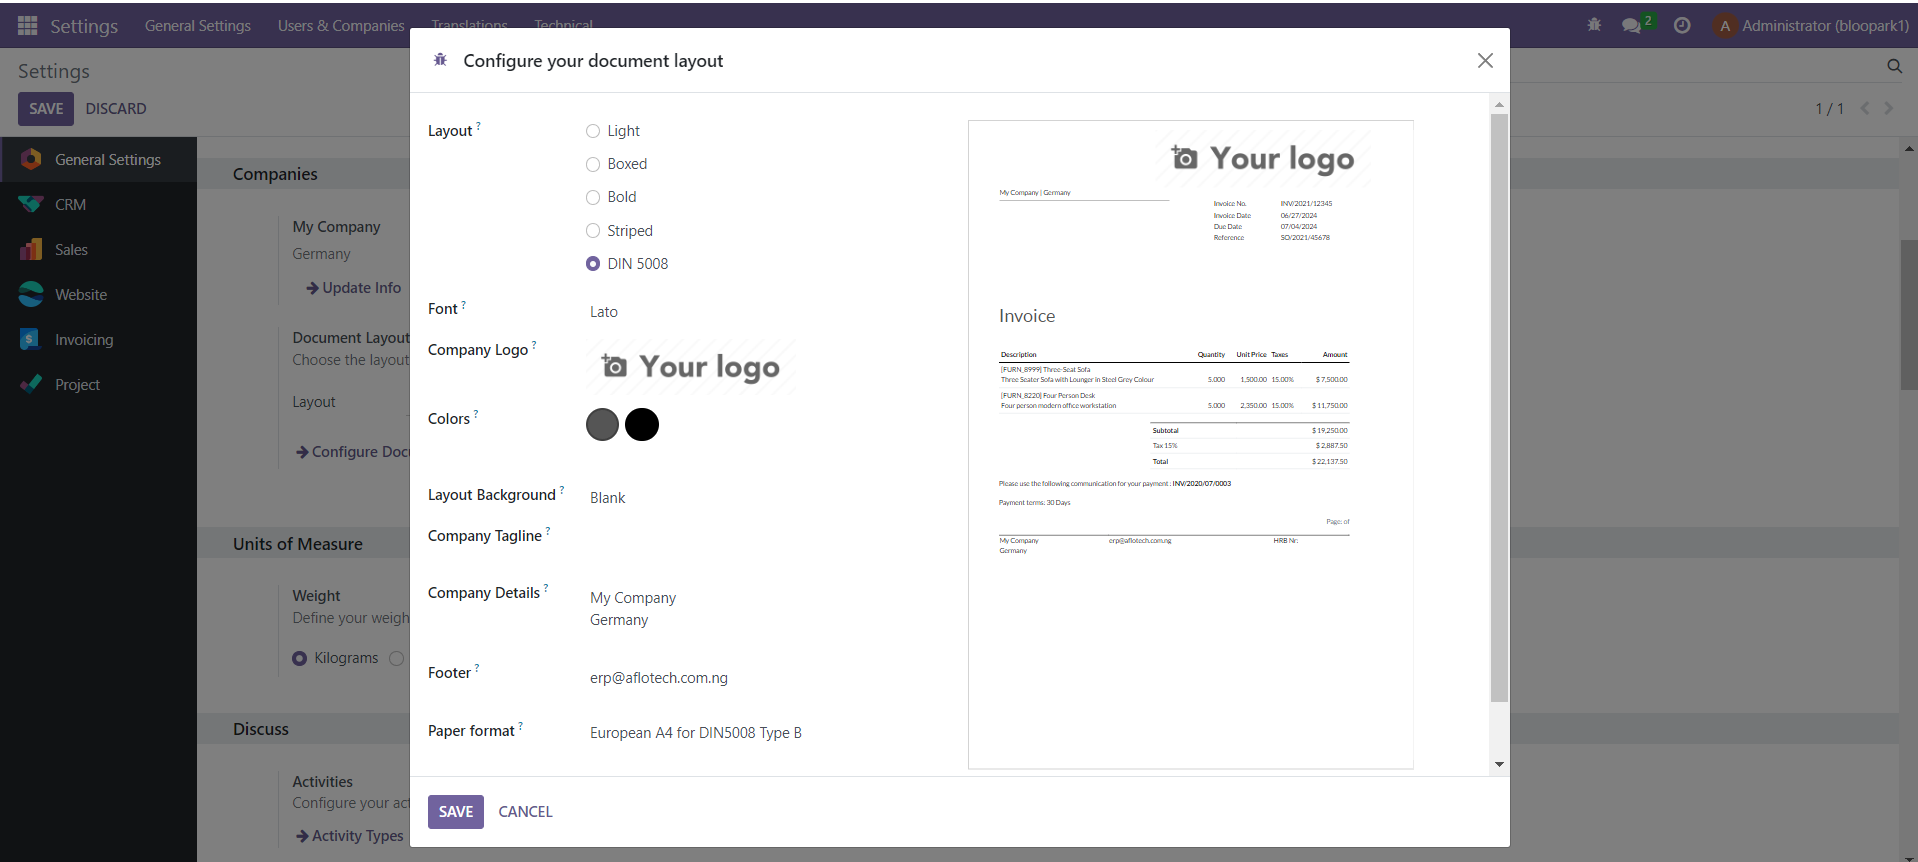 Settings General Settings Users & Companies Translations Technical 2 A Administrator (bloopark1)
Settings
SAVE DISCARD
1 / 1
General Settings
CRM
Sales
Website
Invoicing
Project
Companies
My Company
Germany
Update Info
Document Layout
Choose the layout
Layout
Configure Doc
Units of Measure
Weight
Define your weigh
Kilograms
Discuss
Activities
Configure your act
Activity Types
Configure your document layout
Layout ?
Light
Boxed
Bold
Striped
DIN 5008
Font ?
Lato
Company Logo ?
Your logo
Colors ?
Layout Background ?
Blank
Company Tagline ?
Company Details ?
My Company
Germany
Footer ?
erp@aflotech.com.ng
Paper format ?
European A4 for DIN5008 Type B
Your logo
My Company | Germany
Invoice No. INV/2021/12345
Invoice Date 06/27/2024
Due Date 07/04/2024
Reference SO/2021/45678
Invoice
Description Quantity Unit Price Taxes Amount
[FURN_8999] Three-Seat Sofa
Three Seater Sofa with Lounger in Steel Grey Colour 5.000 1,500.00 15.00% $ 7,500.00
[FURN_8220] Four Person Desk
Four person modern office workstation 5.000 2,350.00 15.00% $ 11,750.00
Subtotal $ 19,250.00
Tax 15% $ 2,887.50
Total $ 22,137.50
Please use the following communication for your payment : INV/2020/07/0003
Payment terms: 30 Days
Page: of
My Company erp@aflotech.com.ng HRB Nr:
Germany
SAVE CANCEL